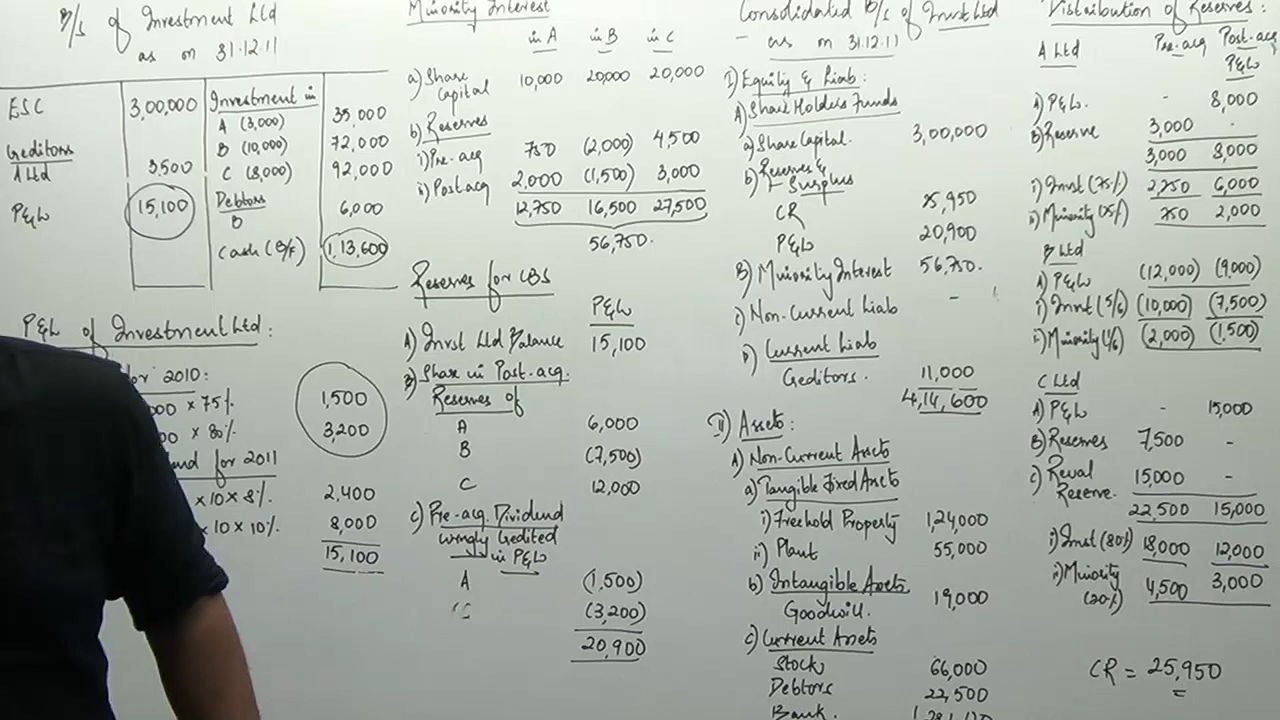 B/S of Investment Ltd
as on 31.12.11
ESC 3,00,000 Investment in
A (3,000) 35,000
B (10,000) 72,000
Creditors
A Ltd 3,500 C (8,000) 92,000
P&L 15,100 Debtors
B 6,000
Cash (B/F) 1,13,600
P&L of Investment Ltd:
for 2010:
000 x 75% 1,500
00 x 80% 3,200
end for 2011
x 10 x 8% 2,400
x 10 x 10% 8,000
15,100
Minority Interest
in A in B in C
a) Share Capital 10,000 20,000 20,000
b) Reserves
i) Pre-acq 750 (2,000) 4,500
ii) Post acq 2,000 (1,500) 3,000
12,750 16,500 27,500
56,750.
Reserves for CBS
P&L
A) Invst Ltd Balance 15,100
B) Share in Post-acq.
Reserves of
A 6,000
B (7,500)
C 12,000
c) Pre-acq. Dividend
wrongly Credited
in P&L
A (1,500)
C (3,200)
20,900
Consolidated B/S of Invst Ltd
as on 31.12.11
I) Equity & Liab:
A) Share Holders Funds
a) Share Capital. 3,00,000
b) Reserves &
Surplus
CR 25,950
P&L 20,900
B) Minority Interest 56,750.
c) Non-Current Liab -
D) Current Liab
Creditors. 11,000
4,14,600
II) Assets:
A) Non-Current Assets
a) Tangible Fixed Assets
i) Freehold Property 1,24,000
ii) Plant 55,000
b) Intangible Assets
Goodwill. 19,000
c) Current Assets
Stock 66,000
Debtors 22,500
Bank.
Distribution of Reserves:
A Ltd Pre-acq Post-acq
P&L
A) P&L. - 8,000
B) Reserve 3,000 -
3,000 8,000
i) Invst (75%) 2,250 6,000
ii) Minority (25%) 750 2,000
B Ltd
A) P&L (12,000) (9,000)
i) Invst (5/6) (10,000) (7,500)
ii) Minority (1/6) (2,000) (1,500)
C Ltd
A) P&L - 15,000
B) Reserves 7,500 -
c) Reval
Reserve. 15,000 -
22,500 15,000
i) Invst (80%) 18,000 12,000
ii) Minority
(20%) 4,500 3,000
CR = 25,950